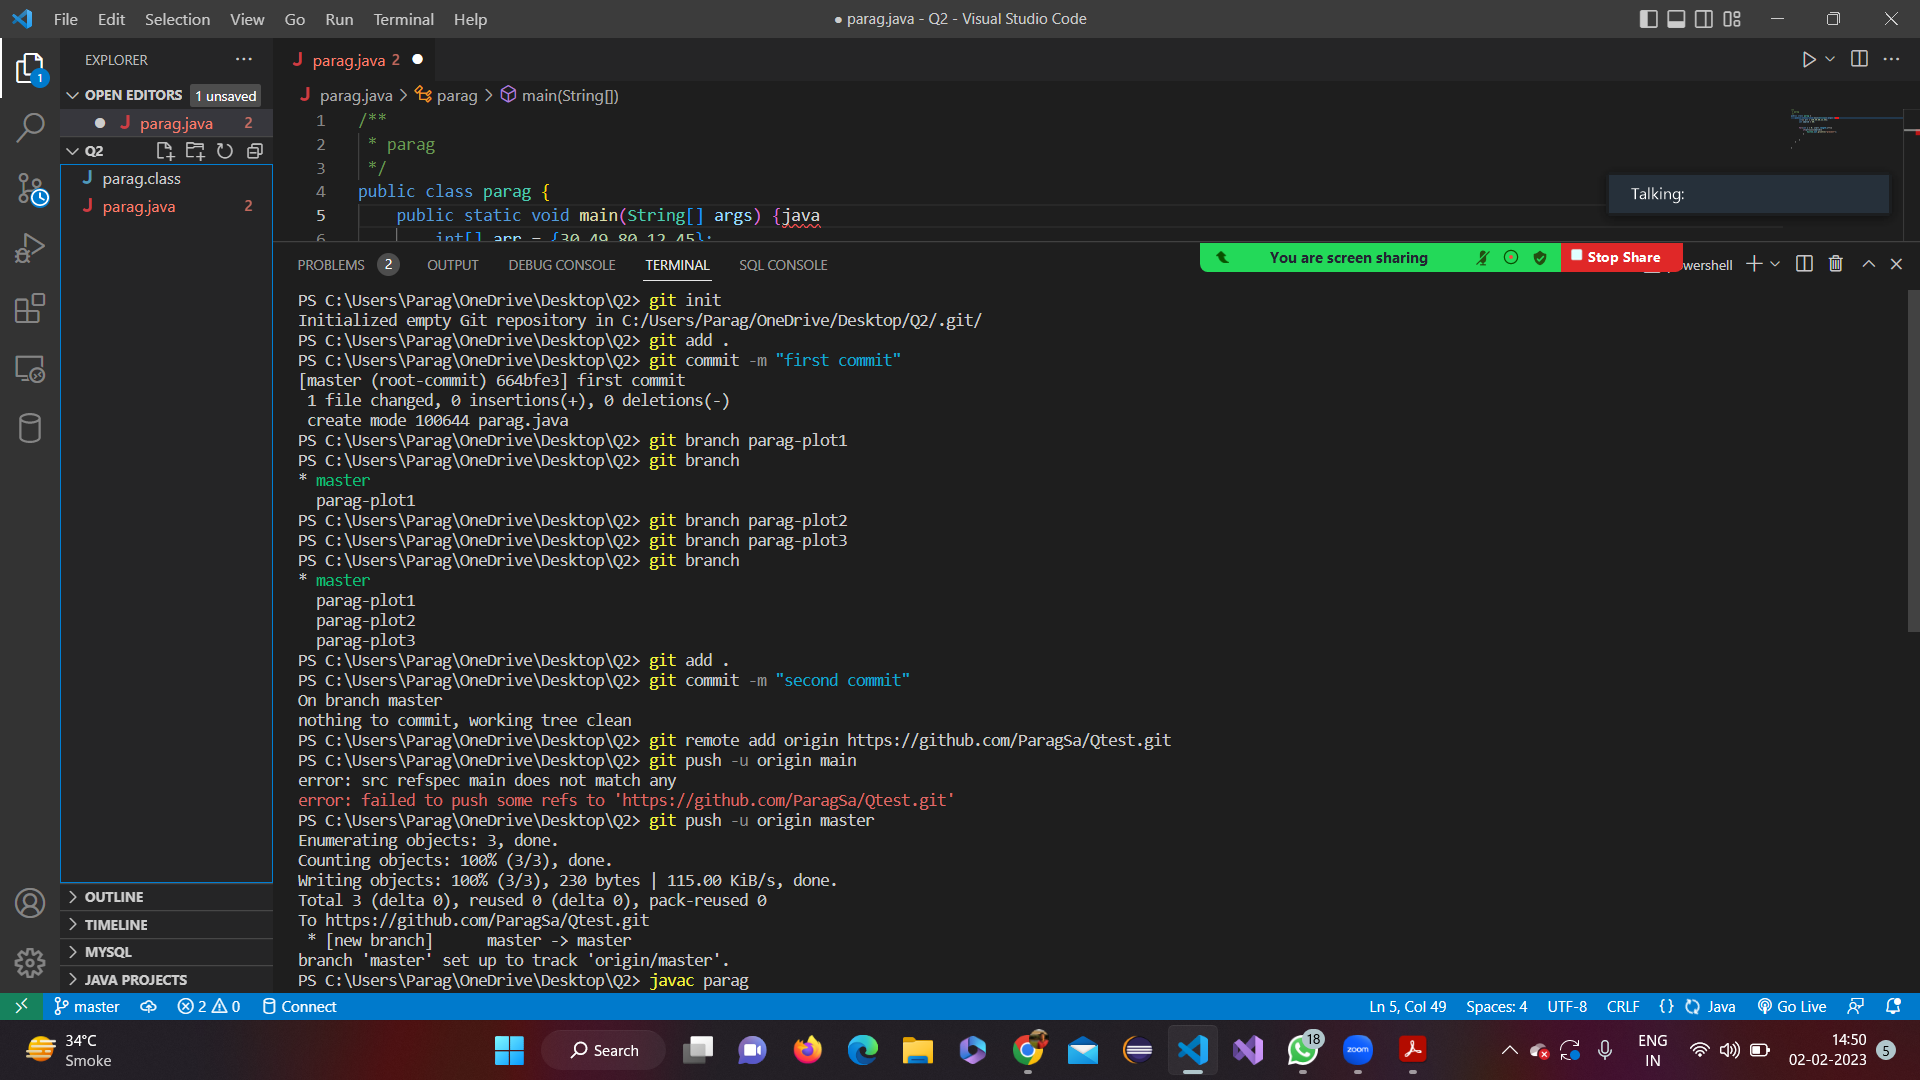 File Edit Selection View Go Run Terminal Help
● parag.java - Q2 - Visual Studio Code
EXPLORER
OPEN EDITORS 1 unsaved
J parag.java 2
Q2
J parag.class
J parag.java 2
OUTLINE
TIMELINE
MYSQL
JAVA PROJECTS
1
J parag.java 2
J parag.java > parag > main(String[])
1 /**
2 * parag
3 */
4 public class parag {
5 public static void main(String[] args) {java
6 int[] arr = {30,49,80,12,45};
Talking:
PROBLEMS 2 OUTPUT DEBUG CONSOLE TERMINAL SQL CONSOLE
You are screen sharing
Stop Share
wershell
PS C:\Users\Parag\OneDrive\Desktop\Q2> git init
Initialized empty Git repository in C:/Users/Parag/OneDrive/Desktop/Q2/.git/
PS C:\Users\Parag\OneDrive\Desktop\Q2> git add .
PS C:\Users\Parag\OneDrive\Desktop\Q2> git commit -m "first commit"
[master (root-commit) 664bfe3] first commit
1 file changed, 0 insertions(+), 0 deletions(-)
create mode 100644 parag.java
PS C:\Users\Parag\OneDrive\Desktop\Q2> git branch parag-plot1
PS C:\Users\Parag\OneDrive\Desktop\Q2> git branch
* master
parag-plot1
PS C:\Users\Parag\OneDrive\Desktop\Q2> git branch parag-plot2
PS C:\Users\Parag\OneDrive\Desktop\Q2> git branch parag-plot3
PS C:\Users\Parag\OneDrive\Desktop\Q2> git branch
* master
parag-plot1
parag-plot2
parag-plot3
PS C:\Users\Parag\OneDrive\Desktop\Q2> git add .
PS C:\Users\Parag\OneDrive\Desktop\Q2> git commit -m "second commit"
On branch master
nothing to commit, working tree clean
PS C:\Users\Parag\OneDrive\Desktop\Q2> git remote add origin https://github.com/ParagSa/Qtest.git
PS C:\Users\Parag\OneDrive\Desktop\Q2> git push -u origin main
error: src refspec main does not match any
error: failed to push some refs to 'https://github.com/ParagSa/Qtest.git'
PS C:\Users\Parag\OneDrive\Desktop\Q2> git push -u origin master
Enumerating objects: 3, done.
Counting objects: 100% (3/3), done.
Writing objects: 100% (3/3), 230 bytes | 115.00 KiB/s, done.
Total 3 (delta 0), reused 0 (delta 0), pack-reused 0
To https://github.com/ParagSa/Qtest.git
* [new branch] master -> master
branch 'master' set up to track 'origin/master'.
PS C:\Users\Parag\OneDrive\Desktop\Q2> javac parag
master 2 0 Connect
Ln 5, Col 49 Spaces: 4 UTF-8 CRLF {} Java Go Live
34°C
Smoke
Search
18
zoom
ENG
IN
14:50
02-02-2023
5